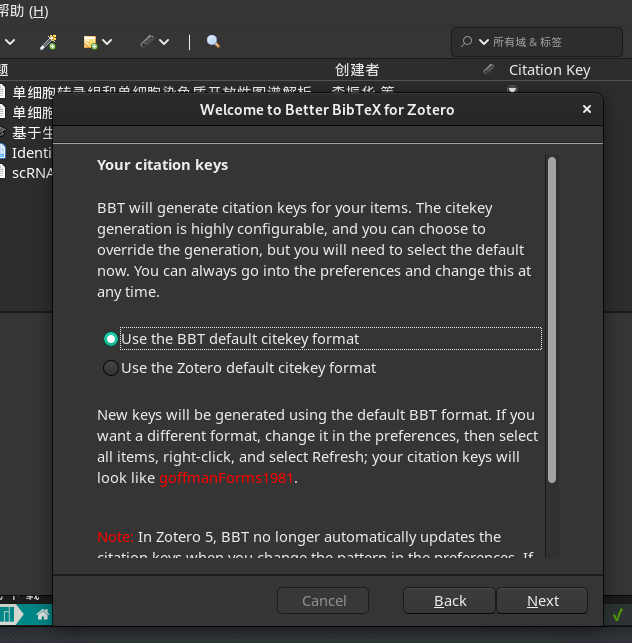 帮助 (H)
所有域 & 标签
题
创建者
Citation Key
单细胞转录组和单细胞染色质开放性图谱解析
李振华 等
单细胞
基于生
Identi
scRNA
Welcome to Better BibTeX for Zotero
Your citation keys
BBT will generate citation keys for your items. The citekey
generation is highly configurable, and you can choose to
override the generation, but you will need to select the default
now. You can always go into the preferences and change this at
any time.
Use the BBT default citekey format
Use the Zotero default citekey format
New keys will be generated using the default BBT format. If you
want a different format, change it in the preferences, then select
all items, right-click, and select Refresh; your citation keys will
look like goffmanForms1981.
Note: In Zotero 5, BBT no longer automatically updates the
citation keys when you change the pattern in the preferences. If
Cancel
Back
Next